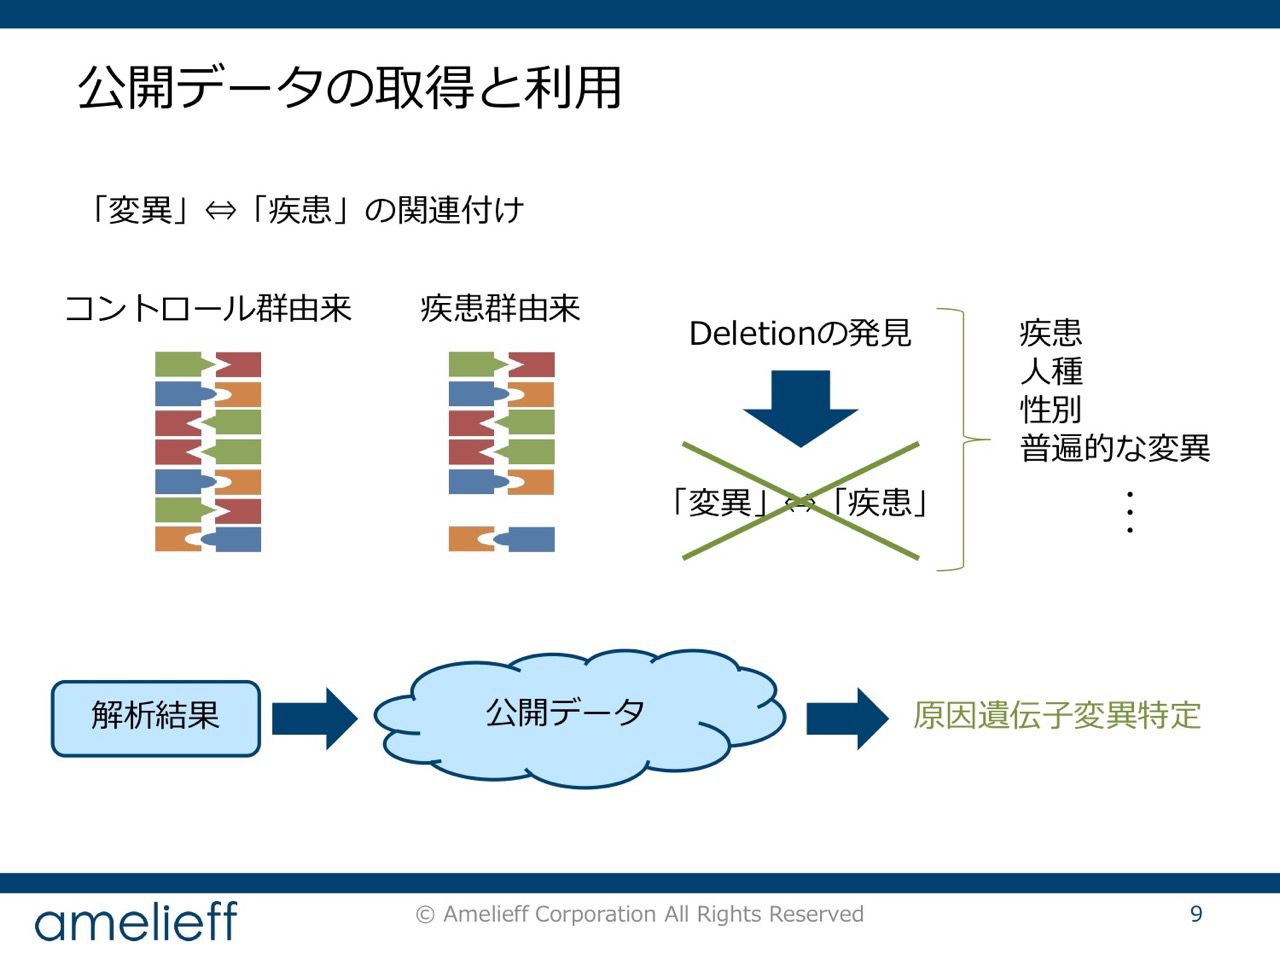 公開データの取得と利用
「変異」⇔「疾患」の関連付け
コントロール群由来
疾患群由来
Deletionの発見
「変異」⇔「疾患」
疾患
人種
性別
普遍的な変異
・
・
・
解析結果
公開データ
原因遺伝子変異特定
amelieff
© Amelieff Corporation All Rights Reserved
9